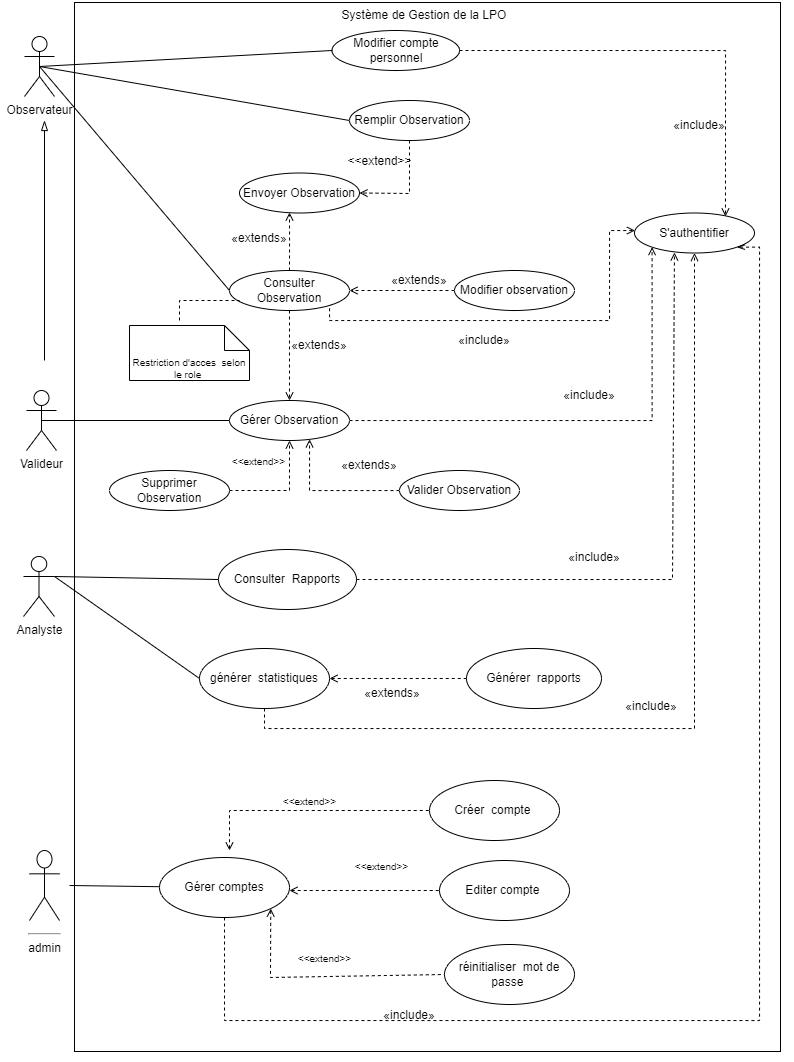 Système de Gestion de la LPO
Modifier compte
personnel
Observateur
Remplir Observation
«include»
<<extend>>
Envoyer Observation
S'authentifier
«extends»
Consulter
Observation
«extends»
Modifier observation
«include»
«extends»
Restriction d'acces selon
le role
«include»
Gérer Observation
Valideur
<<extend>>
«extends»
Supprimer
Observation
Valider Observation
«include»
Consulter Rapports
Analyste
générer statistiques
Générer rapports
«extends»
«include»
<<extend>>
Créer compte
<<extend>>
Gérer comptes
Editer compte
admin
<<extend>>
réinitialiser mot de
passe
«include»